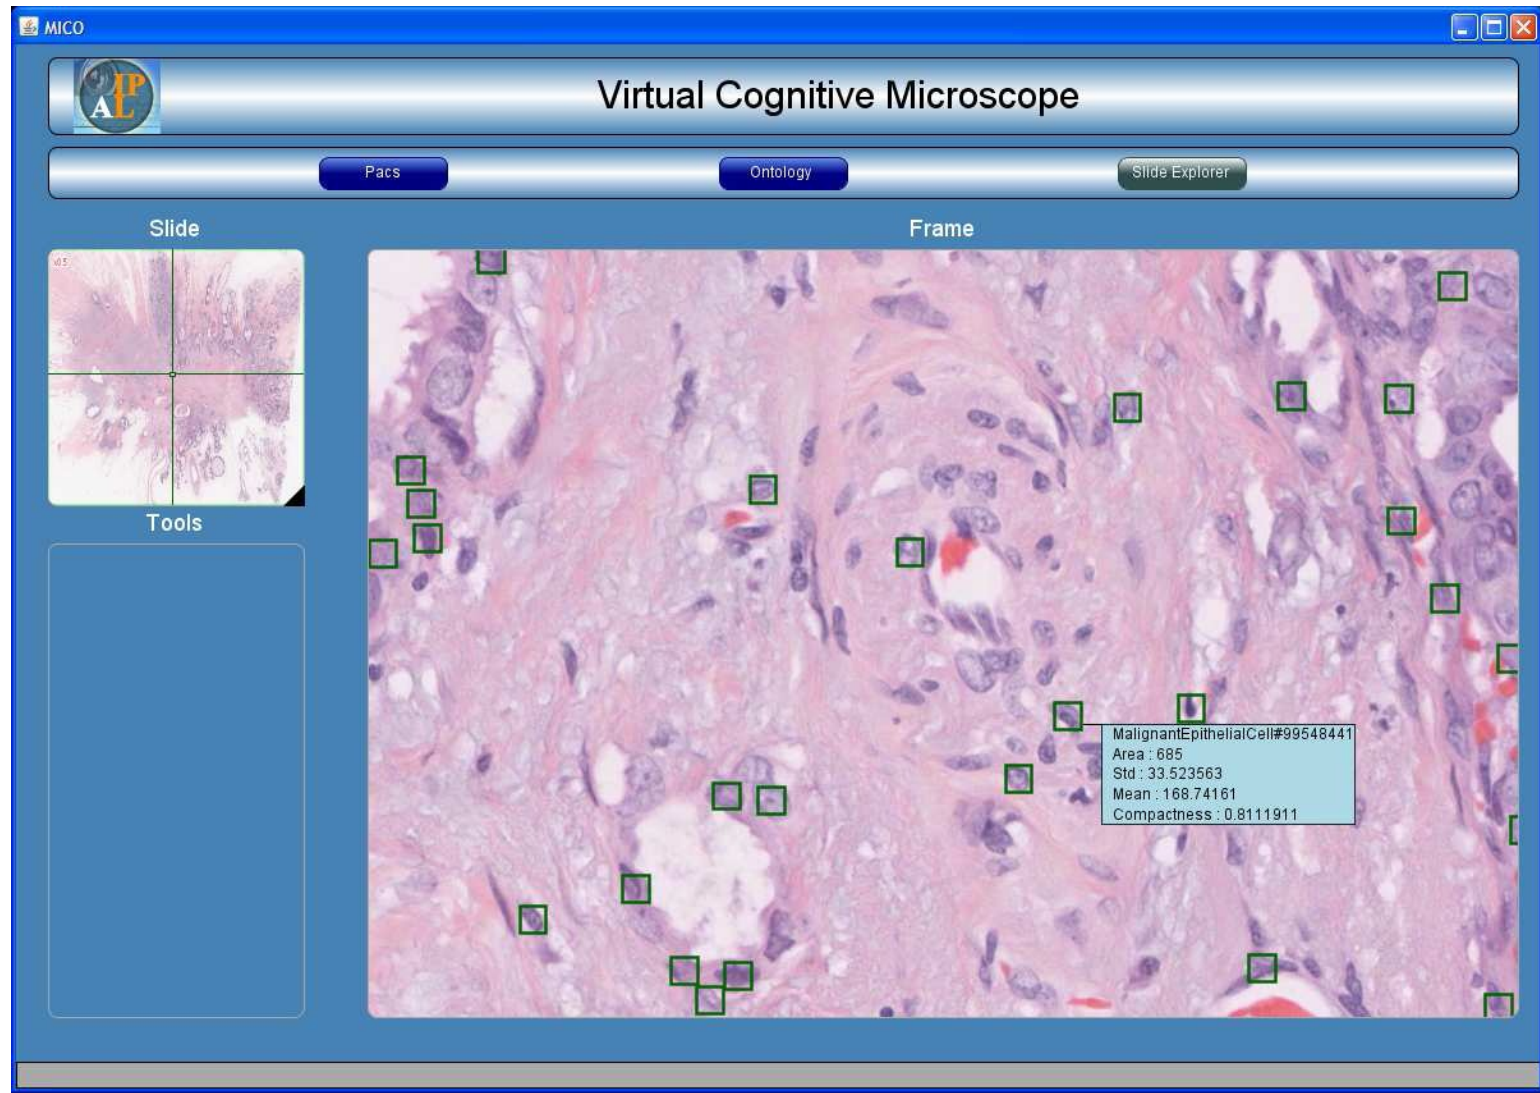 MICO
IPAL
Virtual Cognitive Microscope
Pacs
Ontology
Slide Explorer
Slide
Frame
Tools
MalignantEpithelialCell#99548441
Area : 685
Std : 33.523563
Mean : 168.74161
Compactness : 0.8111911